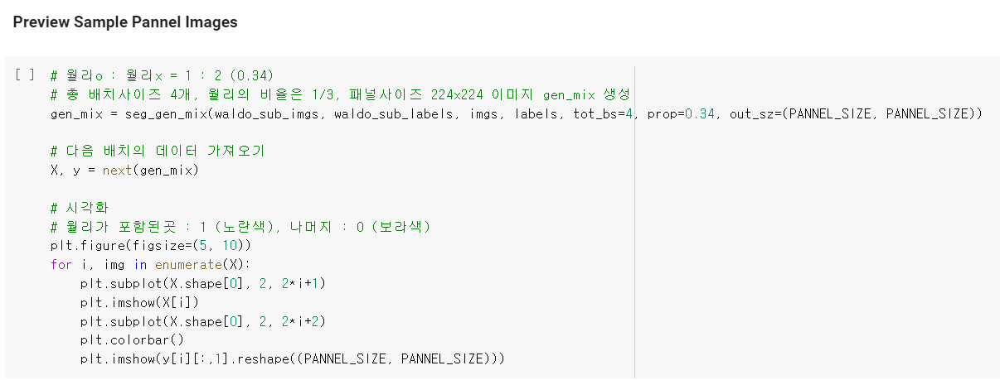 Preview Sample Pannel Images
[ ] # 월리o : 월리x = 1 : 2 (0.34)
# 총 배치사이즈 4개, 월리의 비율은 1/3, 패널사이즈 224x224 이미지 gen_mix 생성
gen_mix = seg_gen_mix(waldo_sub_imgs, waldo_sub_labels, imgs, labels, tot_bs=4, prop=0.34, out_sz=(PANNEL_SIZE, PANNEL_SIZE))
# 다음 배치의 데이터 가져오기
X, y = next(gen_mix)
# 시각화
# 월리가 포함된곳 : 1 (노란색), 나머지 : 0 (보라색)
plt.figure(figsize=(5, 10))
for i, img in enumerate(X):
    plt.subplot(X.shape[0], 2, 2*i+1)
    plt.imshow(X[i])
    plt.subplot(X.shape[0], 2, 2*i+2)
    plt.colorbar()
    plt.imshow(y[i][:,1].reshape((PANNEL_SIZE, PANNEL_SIZE)))